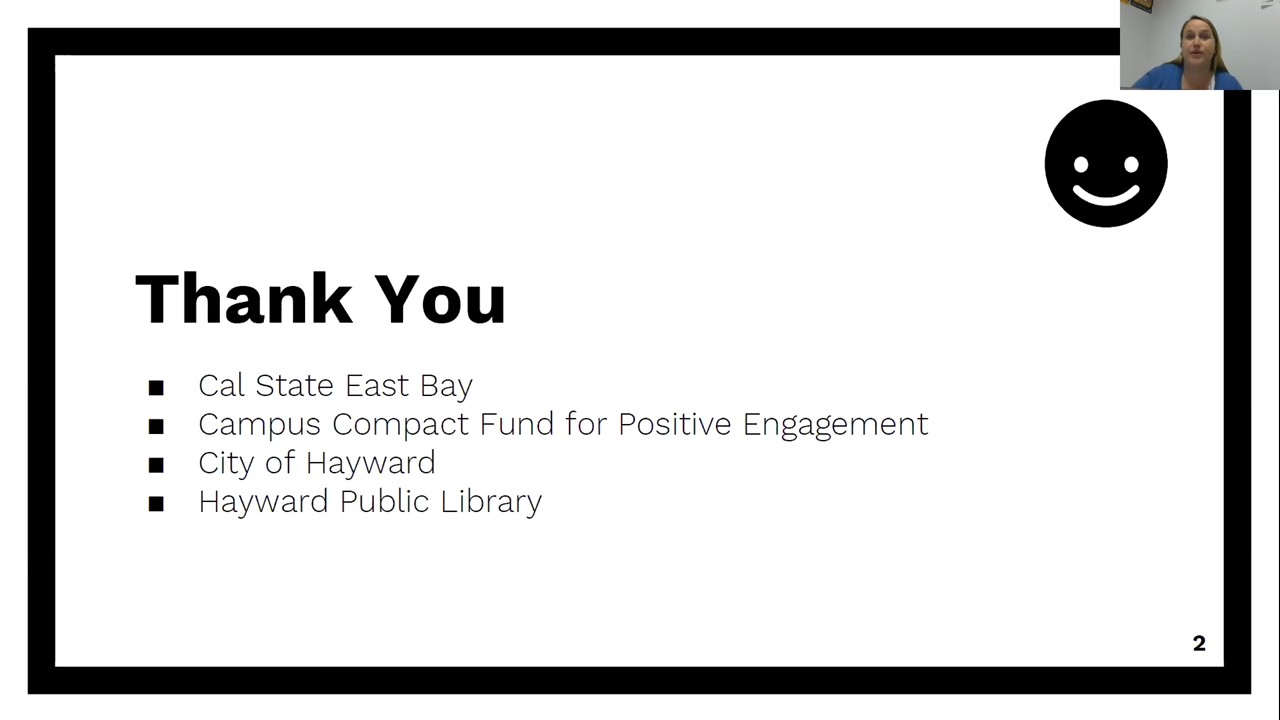 Thank You
■ Cal State East Bay
■ Campus Compact Fund for Positive Engagement
■ City of Hayward
■ Hayward Public Library
2